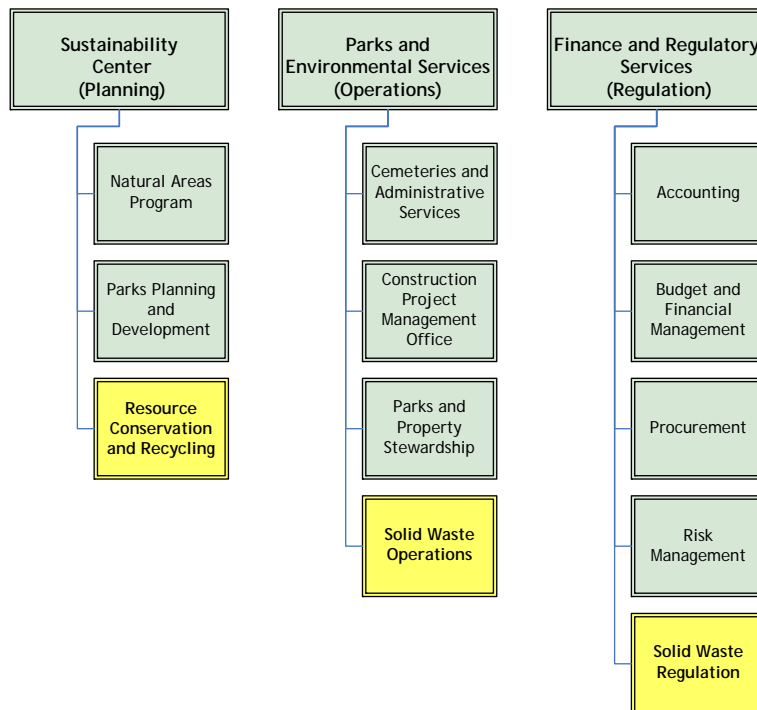 Sustainability
Center
(Planning)
Natural Areas
Program
Parks Planning
and
Development
Resource
Conservation
and Recycling
Parks and
Environmental Services
(Operations)
Cemeteries and
Administrative
Services
Construction
Project
Management
Office
Parks and
Property
Stewardship
Solid Waste
Operations
Finance and Regulatory
Services
(Regulation)
Accounting
Budget and
Financial
Management
Procurement
Risk
Management
Solid Waste
Regulation